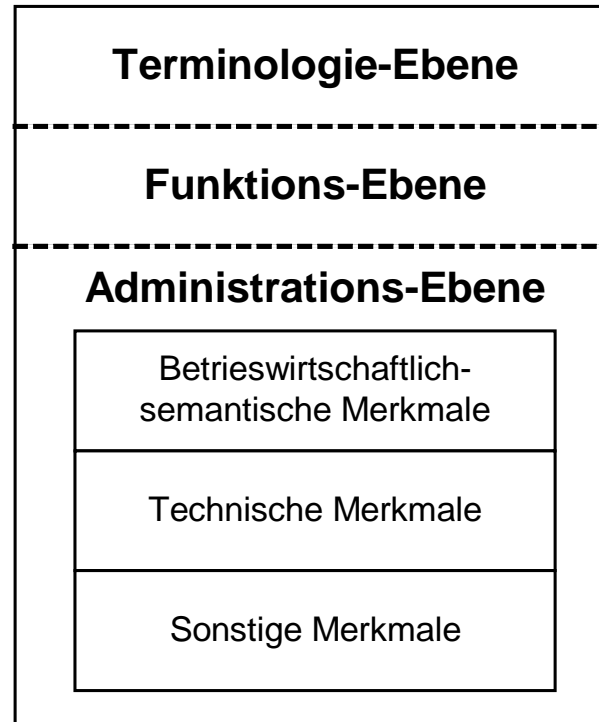 Terminologie-Ebene
Funktions-Ebene
Administrations-Ebene
Betrieswirtschaftlich-
semantische Merkmale
Technische Merkmale
Sonstige Merkmale